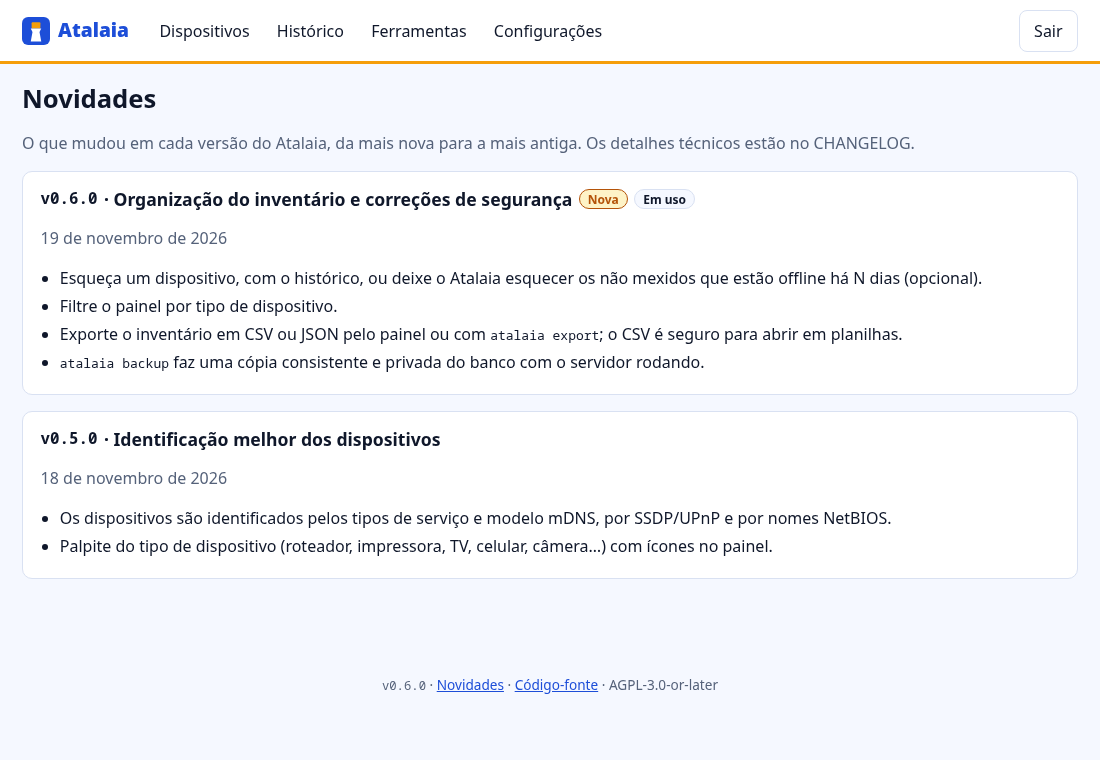 Atalaia Dispositivos Histórico Ferramentas Configurações Sair
Novidades
O que mudou em cada versão do Atalaia, da mais nova para a mais antiga. Os detalhes técnicos estão no CHANGELOG.
v0.6.0 · Organização do inventário e correções de segurança Nova Em uso
19 de novembro de 2026
• Esqueça um dispositivo, com o histórico, ou deixe o Atalaia esquecer os não mexidos que estão offline há N dias (opcional).
• Filtre o painel por tipo de dispositivo.
• Exporte o inventário em CSV ou JSON pelo painel ou com atalaia export; o CSV é seguro para abrir em planilhas.
• atalaia backup faz uma cópia consistente e privada do banco com o servidor rodando.
v0.5.0 · Identificação melhor dos dispositivos
18 de novembro de 2026
• Os dispositivos são identificados pelos tipos de serviço e modelo mDNS, por SSDP/UPnP e por nomes NetBIOS.
• Palpite do tipo de dispositivo (roteador, impressora, TV, celular, câmera...) com ícones no painel.
v0.6.0 · Novidades · Código-fonte · AGPL-3.0-or-later